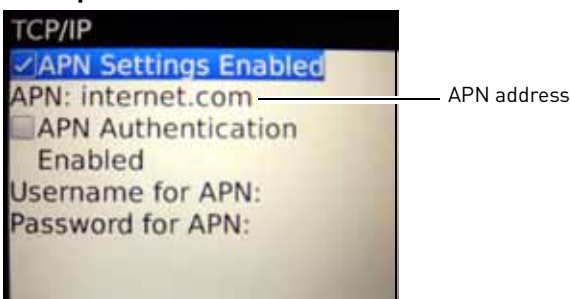 TCP/IP
APN Settings Enabled
APN: internet.com
APN address
APN Authentication
Enabled
Username for APN:
Password for APN: